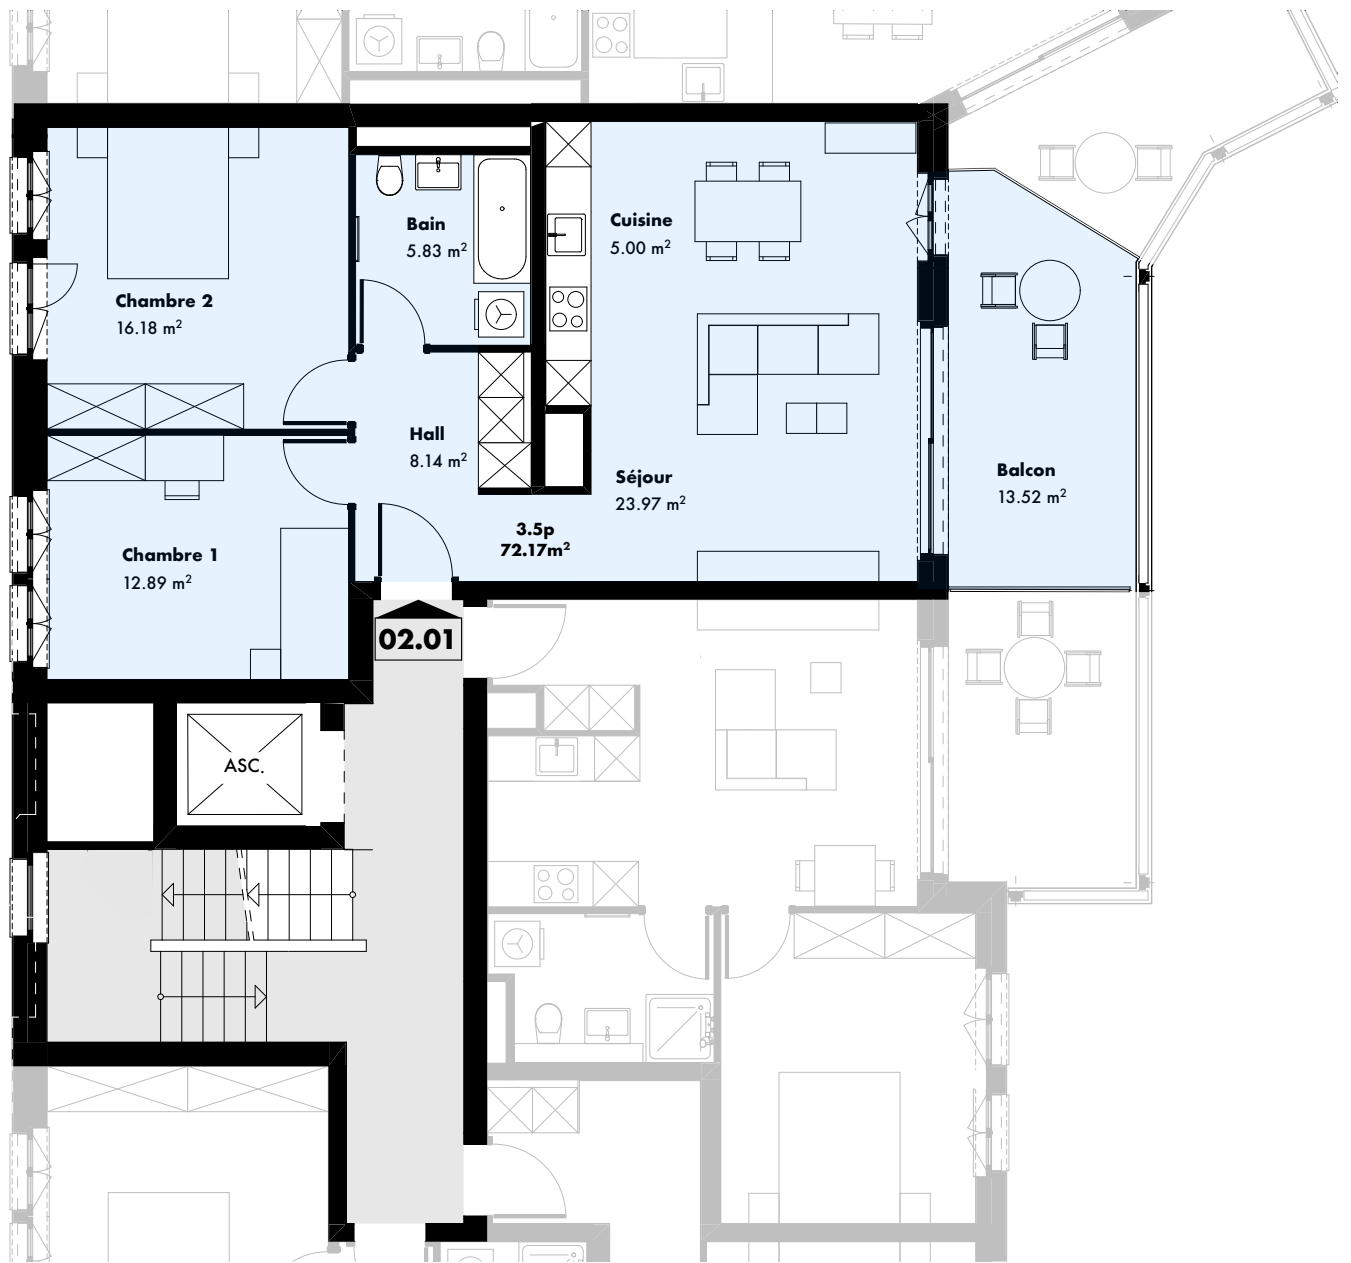 Bain
5.83 m²
Cuisine
5.00 m²
Chambre 2
16.18 m²
Hall
8.14 m²
Séjour
23.97 m²
Balcon
13.52 m²
3.5p
72.17m²
Chambre 1
12.89 m²
02.01
ASC.